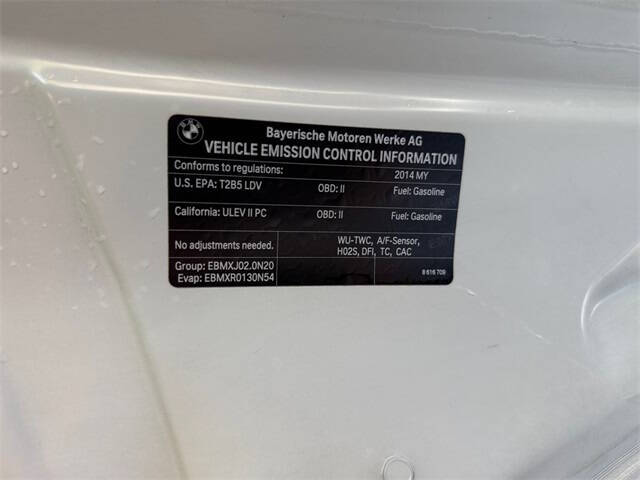 BMW
Bayerische Motoren Werke AG
VEHICLE EMISSION CONTROL INFORMATION
Conforms to regulations: 2014 MY
U.S. EPA: T2B5 LDV OBD: II Fuel: Gasoline
California: ULEV II PC OBD: II Fuel: Gasoline
No adjustments needed. WU-TWC, A/F-Sensor,
HO2S, DFI, TC, CAC
Group: EBMXJ02.0N20
Evap: EBMXR0130N54 8 616 709